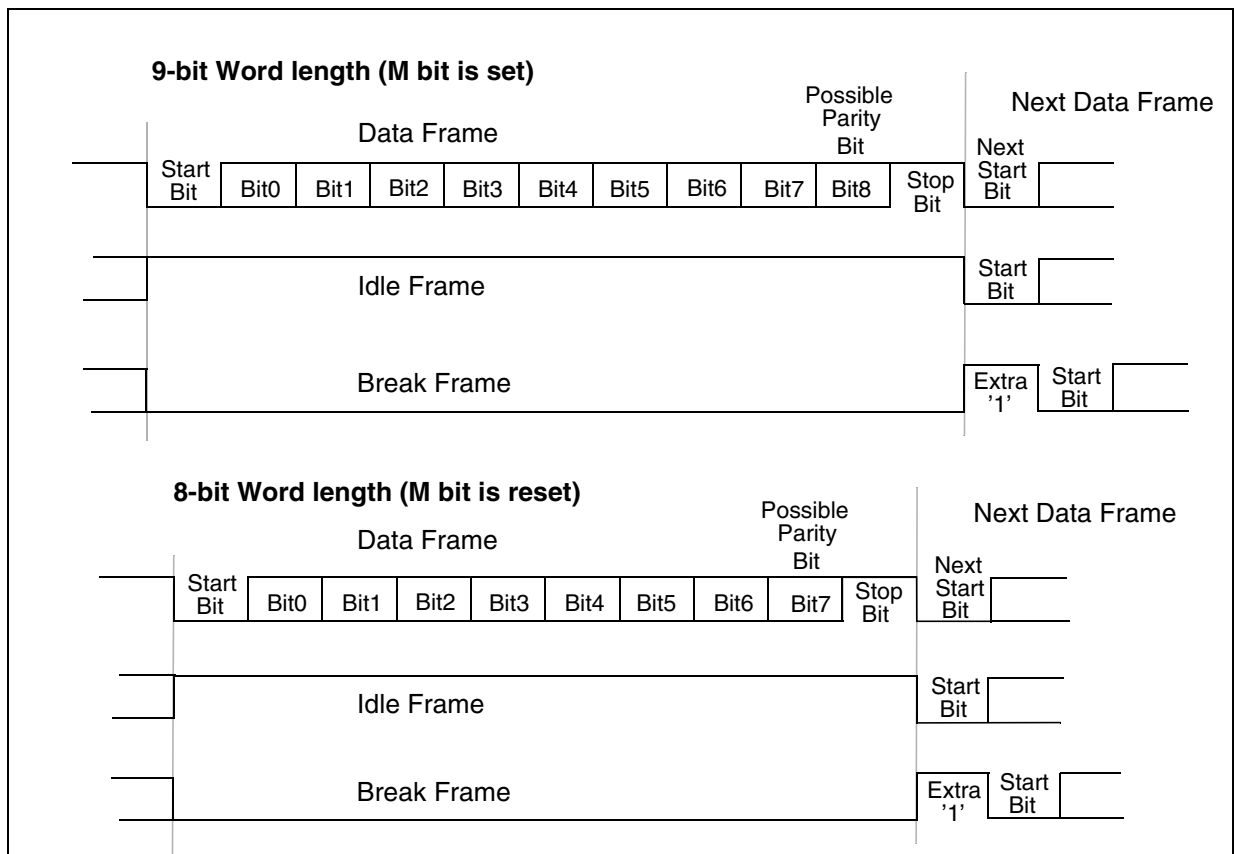 9-bit Word length (M bit is set)
Possible
Parity
Bit
Next Data Frame
Data Frame
Start
Bit
Bit0
Bit1
Bit2
Bit3
Bit4
Bit5
Bit6
Bit7
Bit8
Stop
Bit
Next
Start
Bit
Idle Frame
Start
Bit
Break Frame
Extra
'1'
Start
Bit
8-bit Word length (M bit is reset)
Possible
Parity
Bit
Next Data Frame
Data Frame
Start
Bit
Bit0
Bit1
Bit2
Bit3
Bit4
Bit5
Bit6
Bit7
Stop
Bit
Next
Start
Bit
Idle Frame
Start
Bit
Break Frame
Extra
'1'
Start
Bit